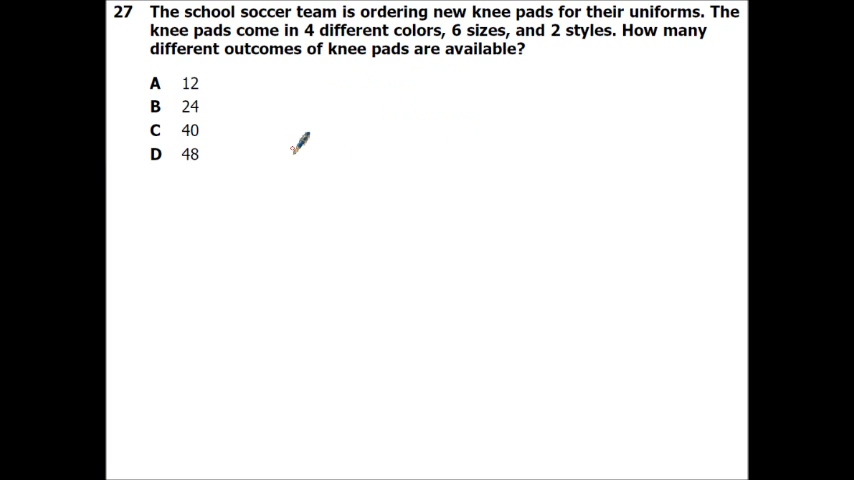 27 The school soccer team is ordering new knee pads for their uniforms. The
knee pads come in 4 different colors, 6 sizes, and 2 styles. How many
different outcomes of knee pads are available?
A 12
B 24
C 40
D 48